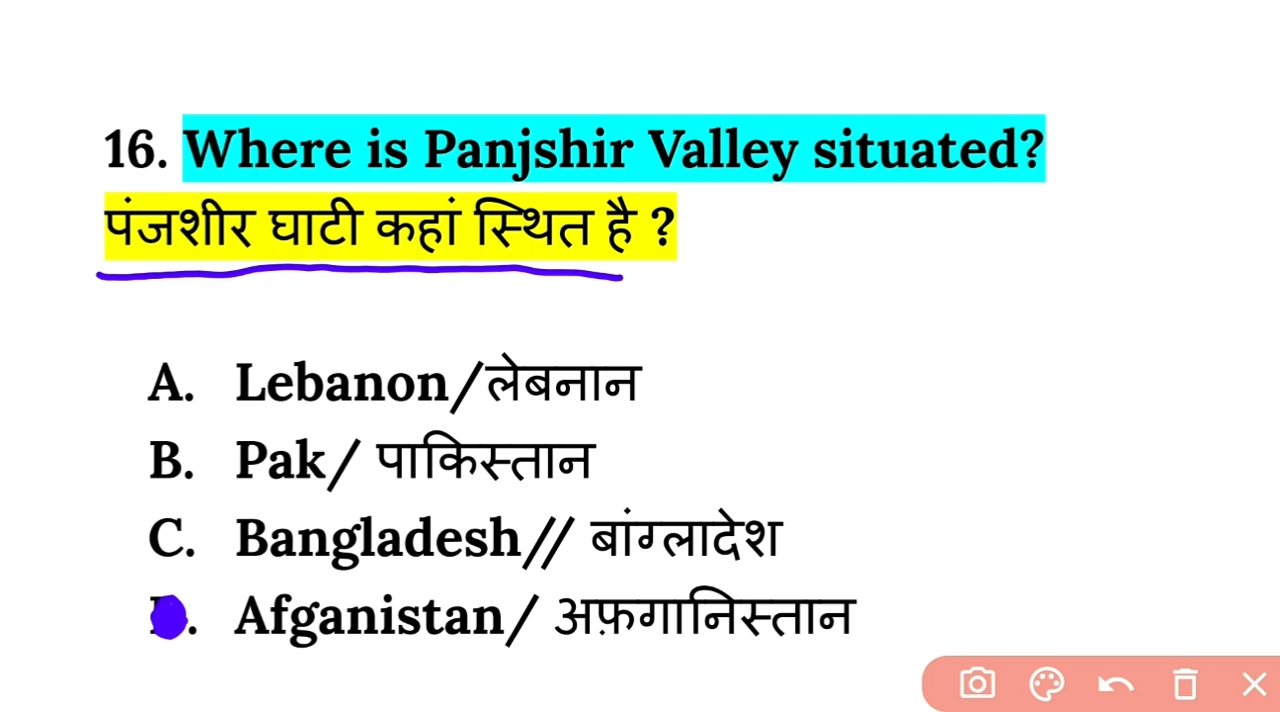 16. Where is Panjshir Valley situated?
पंजशीर घाटी कहां स्थित है ?
A. Lebanon/लेबनान
B. Pak/ पाकिस्तान
C. Bangladesh// बांग्लादेश
D. Afganistan/ अफ़गानिस्तान